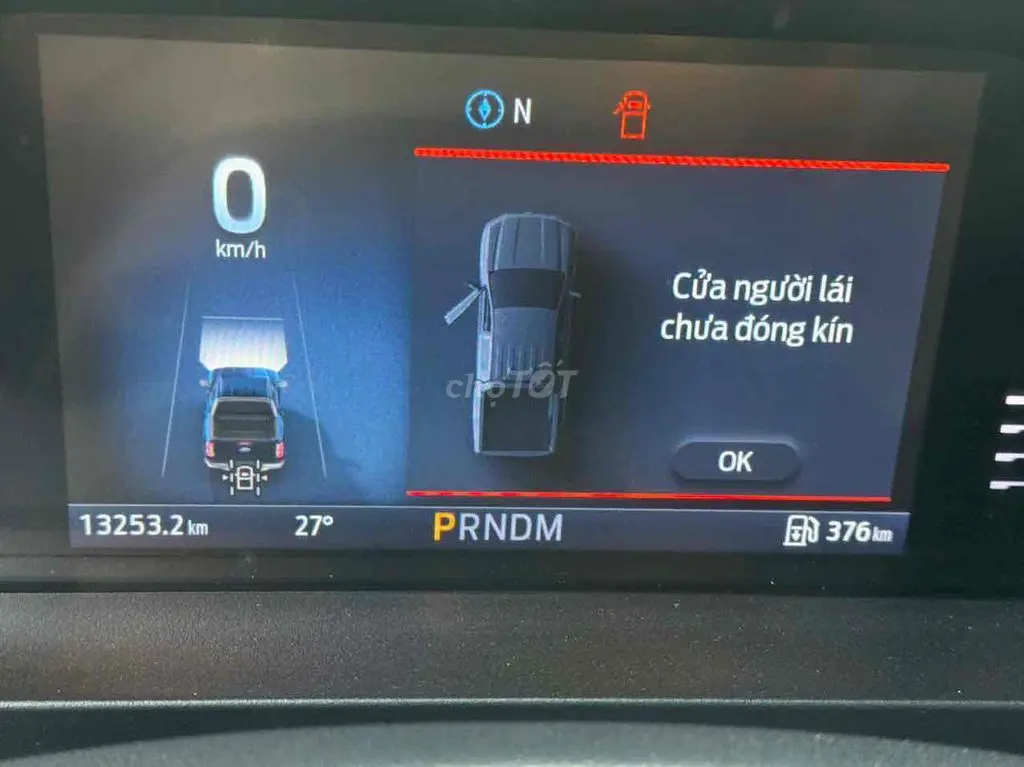 N
0
km/h
Cửa người lái
chưa đóng kín
chợTỐT
OK
13253.2 km
27°
PRNDM
376 km